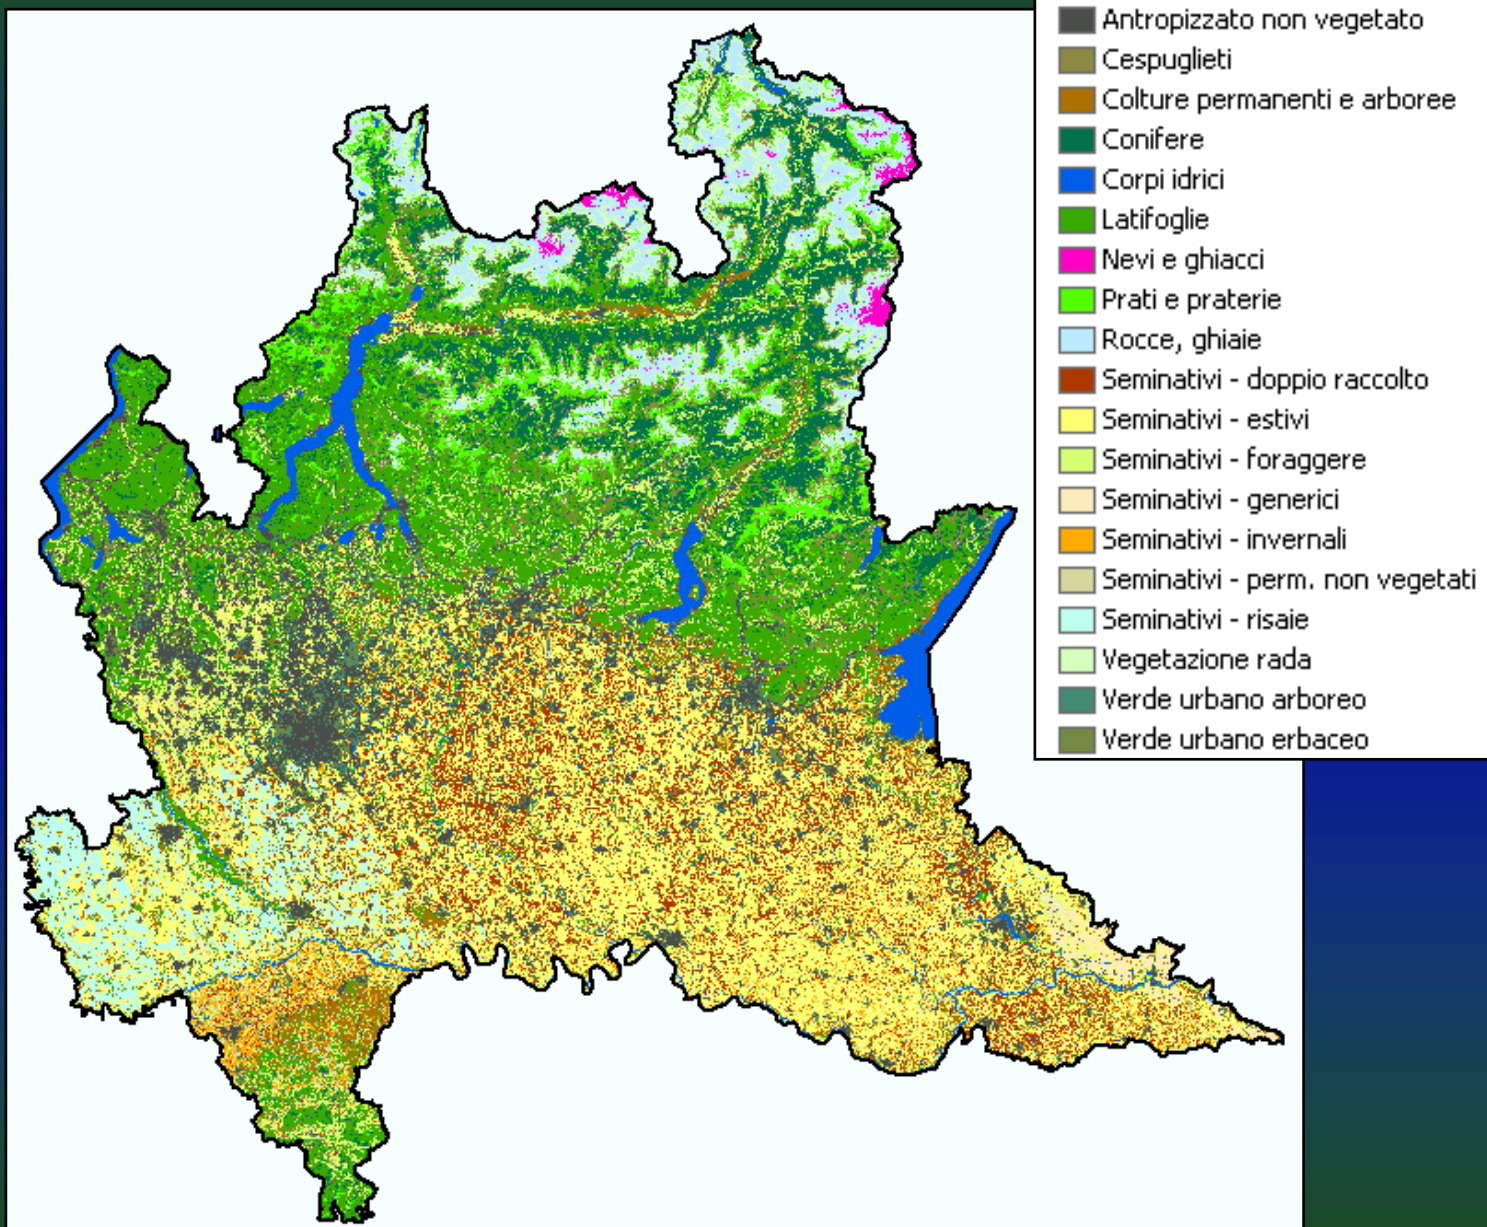 Antropizzato non vegetato
Cespuglieti
Colture permanenti e arboree
Conifere
Corpi idrici
Latifoglie
Nevi e ghiacci
Prati e praterie
Rocce, ghiaie
Seminativi - doppio raccolto
Seminativi - estivi
Seminativi - foraggere
Seminativi - generici
Seminativi - invernali
Seminativi - perm. non vegetati
Seminativi - risaie
Vegetazione rada
Verde urbano arboreo
Verde urbano erbaceo